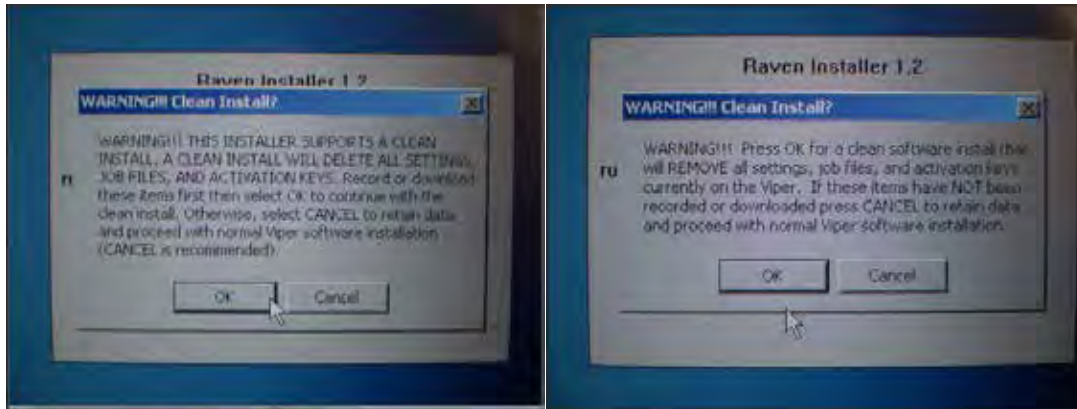 Raven Installer 1.2
WARNING!!! Clean Install?
WARNING!!! THIS INSTALLER SUPPORTS A CLEAN
INSTALL. A CLEAN INSTALL WILL DELETE ALL SETTINGS,
JOB FILES, AND ACTIVATION KEYS. Record or download
these items first then select OK to continue with the
clean install. Otherwise, select CANCEL to retain data
and proceed with normal Viper software installation
(CANCEL is recommended).
OK Cancel
Raven Installer 1.2
WARNING!!! Clean Install?
WARNING!!! Press OK for a clean software install that
ru will REMOVE all settings, job files, and activation keys
currently on the Viper. If these items have NOT been
recorded or downloaded press CANCEL to retain data
and proceed with normal Viper software installation.
OK Cancel